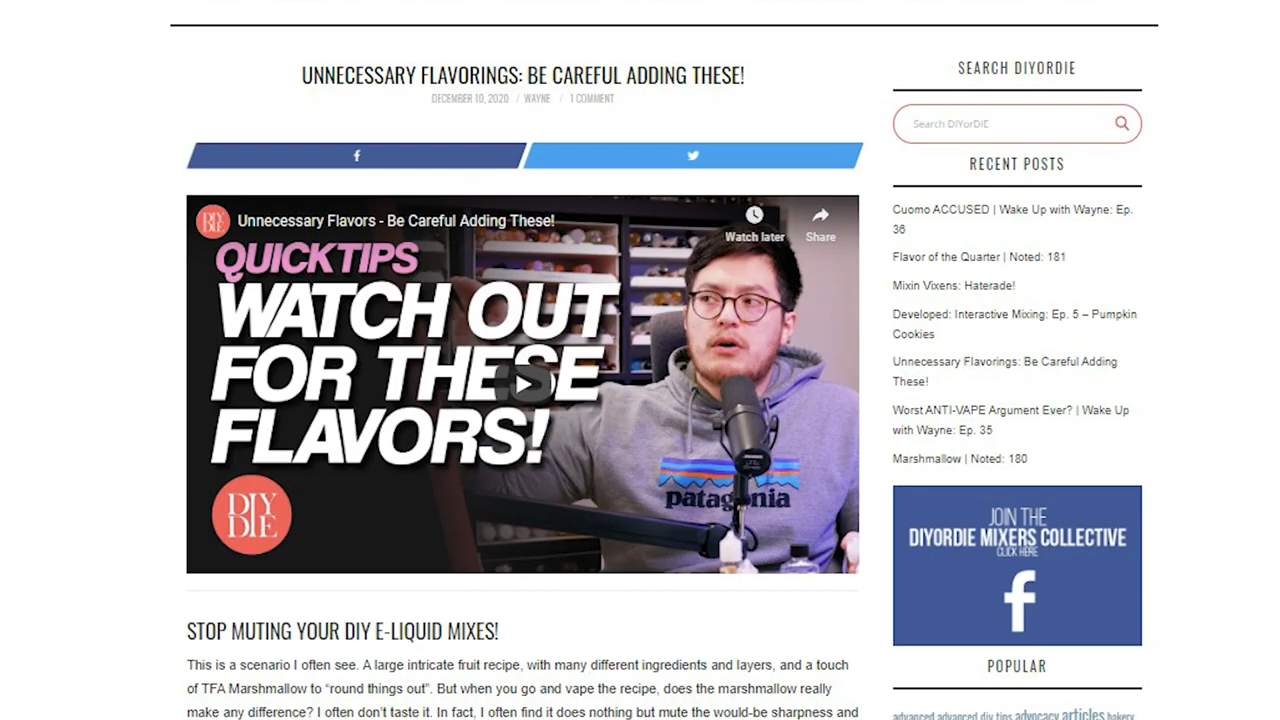 UNNECESSARY FLAVORINGS: BE CAREFUL ADDING THESE!
DECEMBER 10, 2020 / WAYNE / 1 COMMENT
DIY DIE
Unnecessary Flavors - Be Careful Adding These!
Watch later
Share
QUICKTIPS
WATCH OUT
FOR THESE
FLAVORS!
patagonia
DIY
DIE
STOP MUTING YOUR DIY E-LIQUID MIXES!
This is a scenario I often see. A large intricate fruit recipe, with many different ingredients and layers, and a touch
of TFA Marshmallow to “round things out”. But when you go and vape the recipe, does the marshmallow really
make any difference? I often don’t taste it. In fact, I often find it does nothing but mute the would-be sharpness and
SEARCH DIYORDIE
Search DIYorDIE
RECENT POSTS
Cuomo ACCUSED | Wake Up with Wayne: Ep.
36
Flavor of the Quarter | Noted: 181
Mixin Vixens: Haterade!
Developed: Interactive Mixing: Ep. 5 – Pumpkin
Cookies
Unnecessary Flavorings: Be Careful Adding
These!
Worst ANTI-VAPE Argument Ever? | Wake Up
with Wayne: Ep. 35
Marshmallow | Noted: 180
JOIN THE
DIYORDIE MIXERS COLLECTIVE
CLICK HERE
POPULAR
advanced advanced diy tips advocacy articles bakery